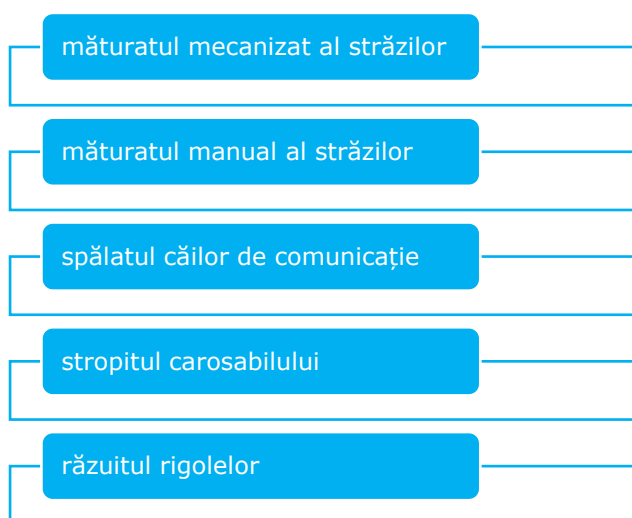 măturatul mecanizat al străzilor
măturatul manual al străzilor
spălatul căilor de comunicație
stropitul carosabilului
răzuitul rigolelor